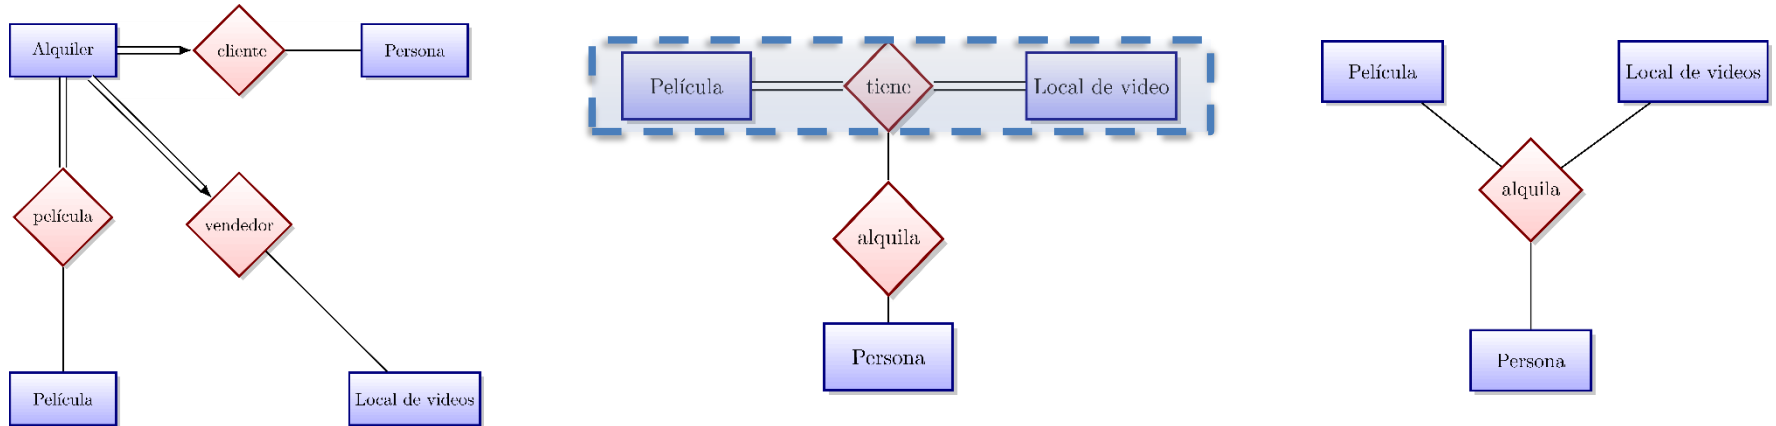 Alquiler
cliente
Persona
película
vendedor
Película
Local de videos
Película
tiene
Local de video
alquila
Persona
Película
Local de videos
alquila
Persona